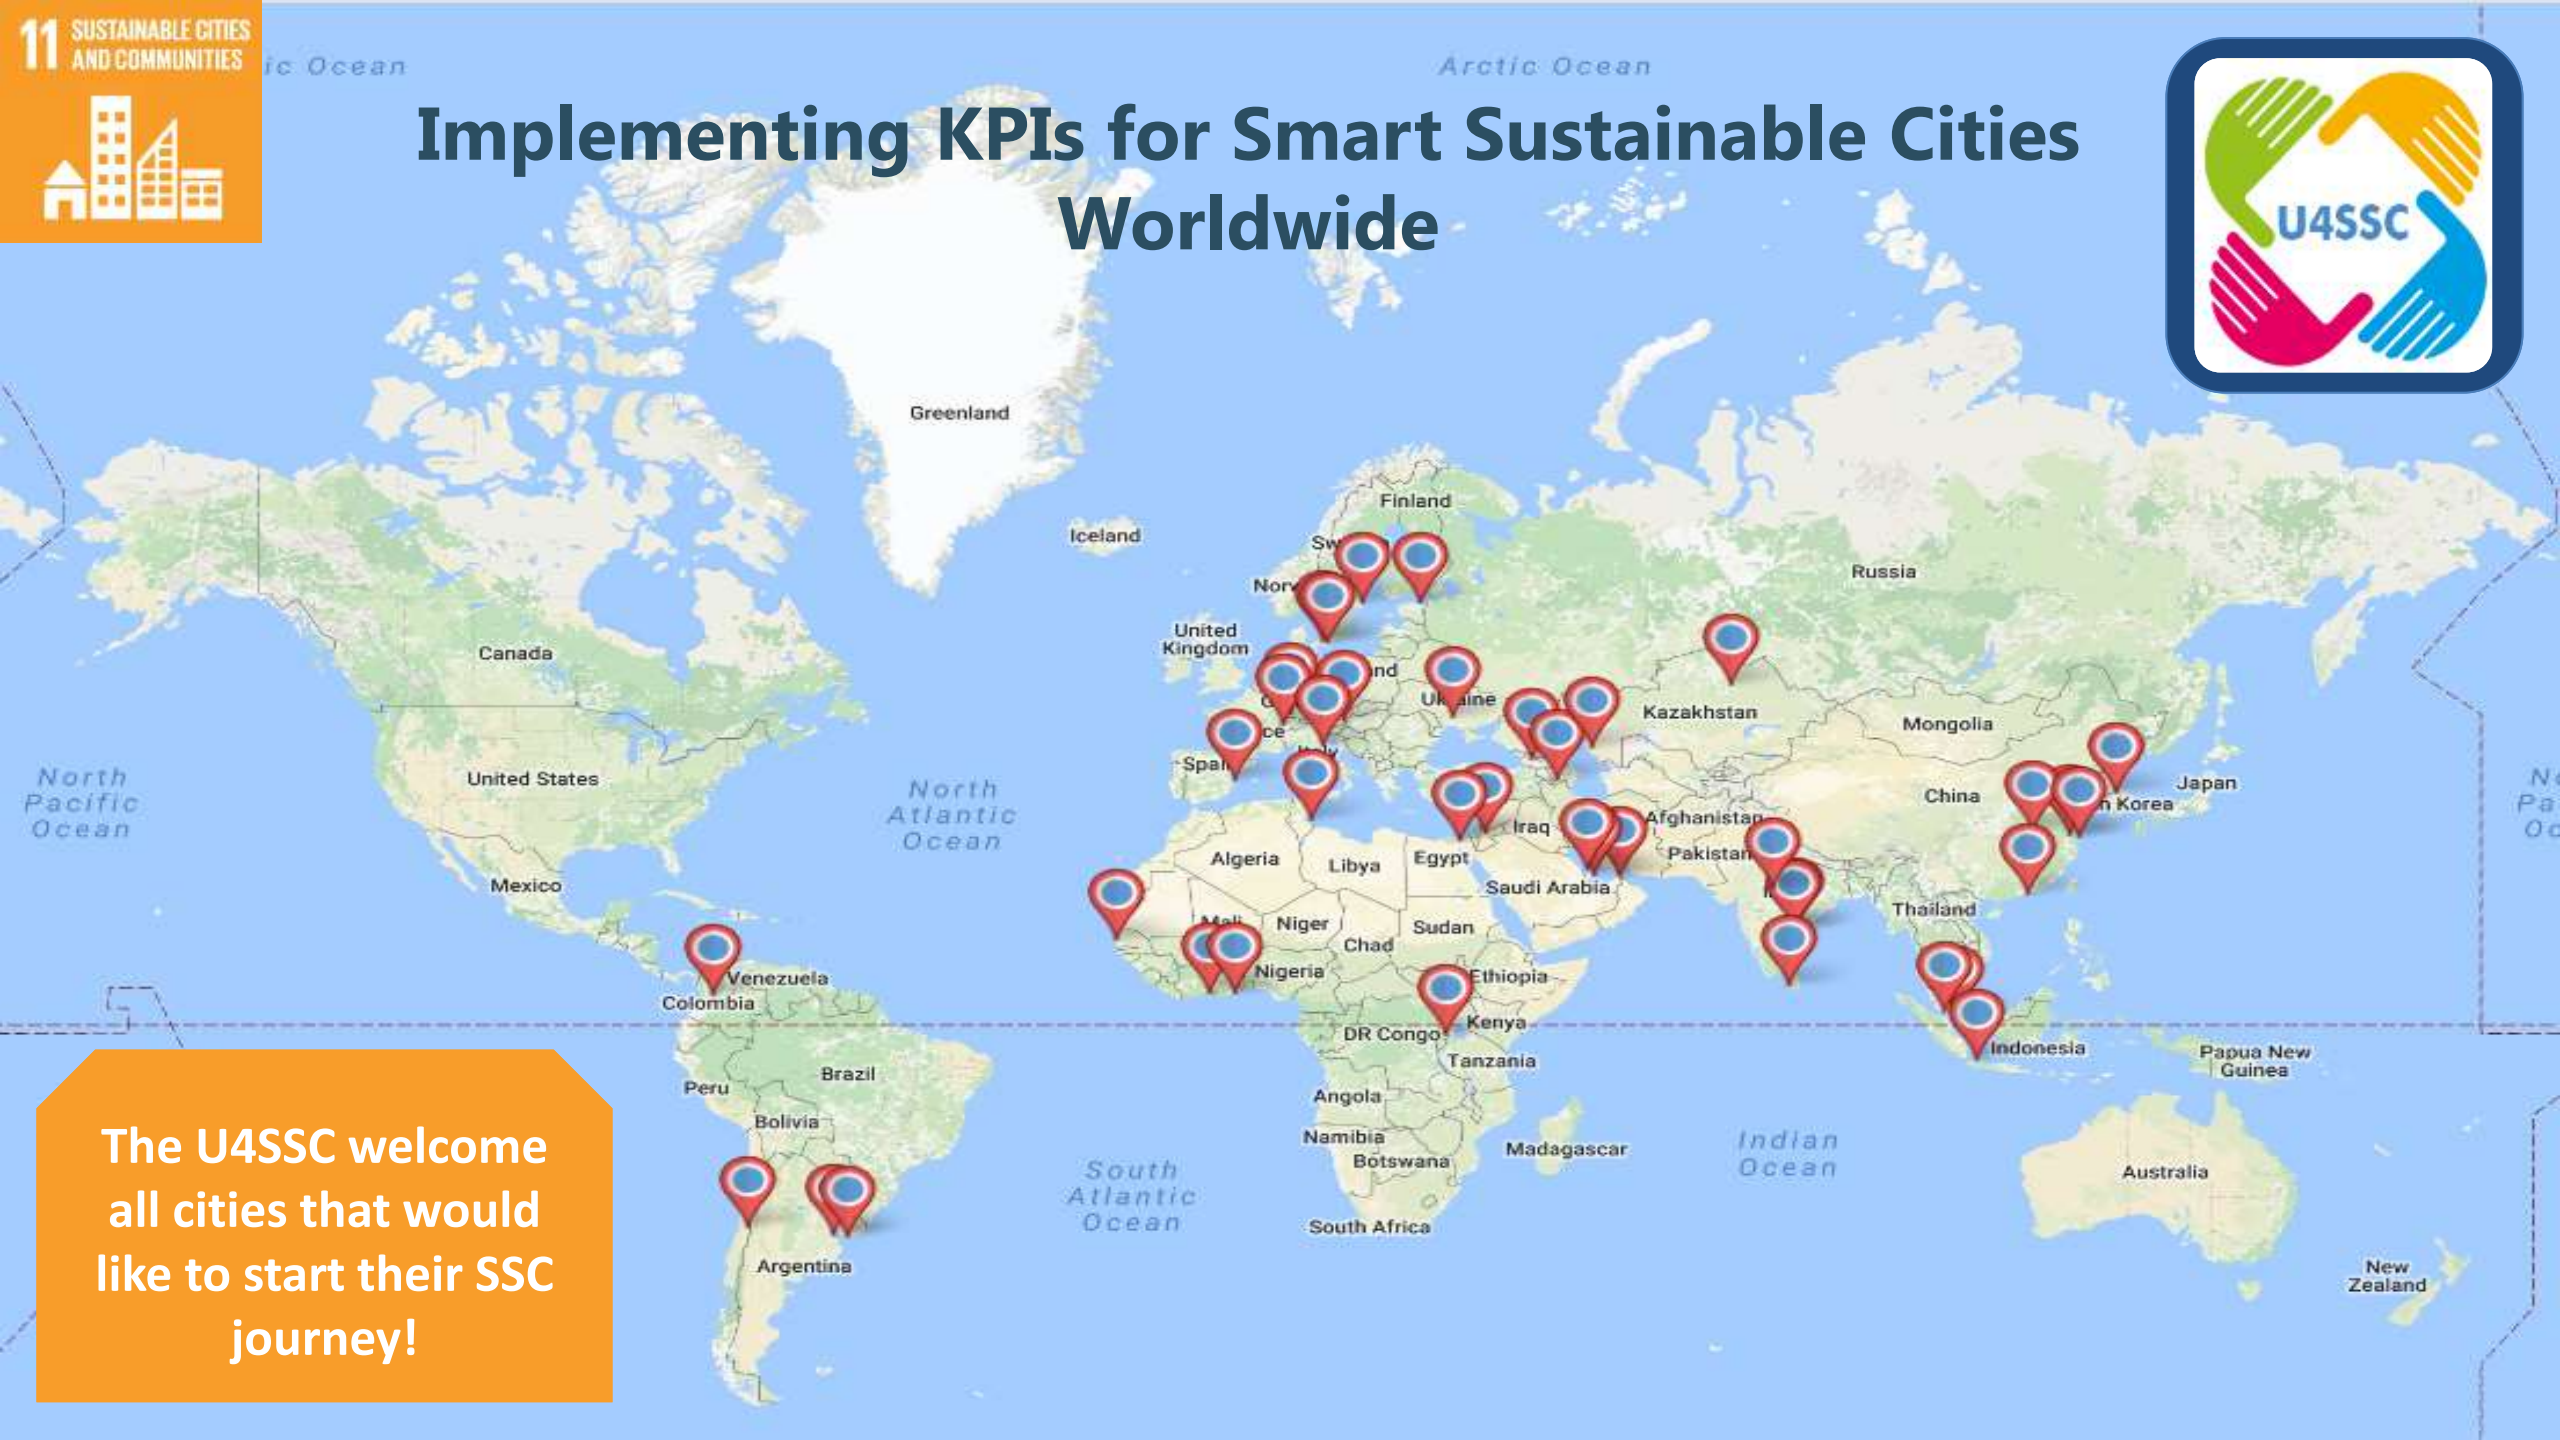 11 SUSTAINABLE CITIES
AND COMMUNITIES
ic Ocean
Arctic Ocean
Implementing KPIs for Smart Sustainable Cities
Worldwide
U4SSC
Greenland
Finland
Iceland
Russia
United
Kingdom
Canada
Kazakhstan
Mongolia
United States
North
Pacific
Ocean
North
Atlantic
Ocean
China
Japan
Korea
Iraq
Afghanistan
Pakistan
Algeria
Libya
Egypt
Saudi Arabia
Mexico
Mali
Niger
Chad
Sudan
Thailand
Nigeria
Ethiopia
Venezuela
Colombia
DR Congo
Kenya
Tanzania
Indonesia
Papua New
Guinea
Peru
Brazil
Bolivia
Angola
Namibia
Botswana
Madagascar
Indian
Ocean
South
Atlantic
Ocean
Australia
South Africa
Argentina
New
Zealand
The U4SSC welcome
all cities that would
like to start their SSC
journey!